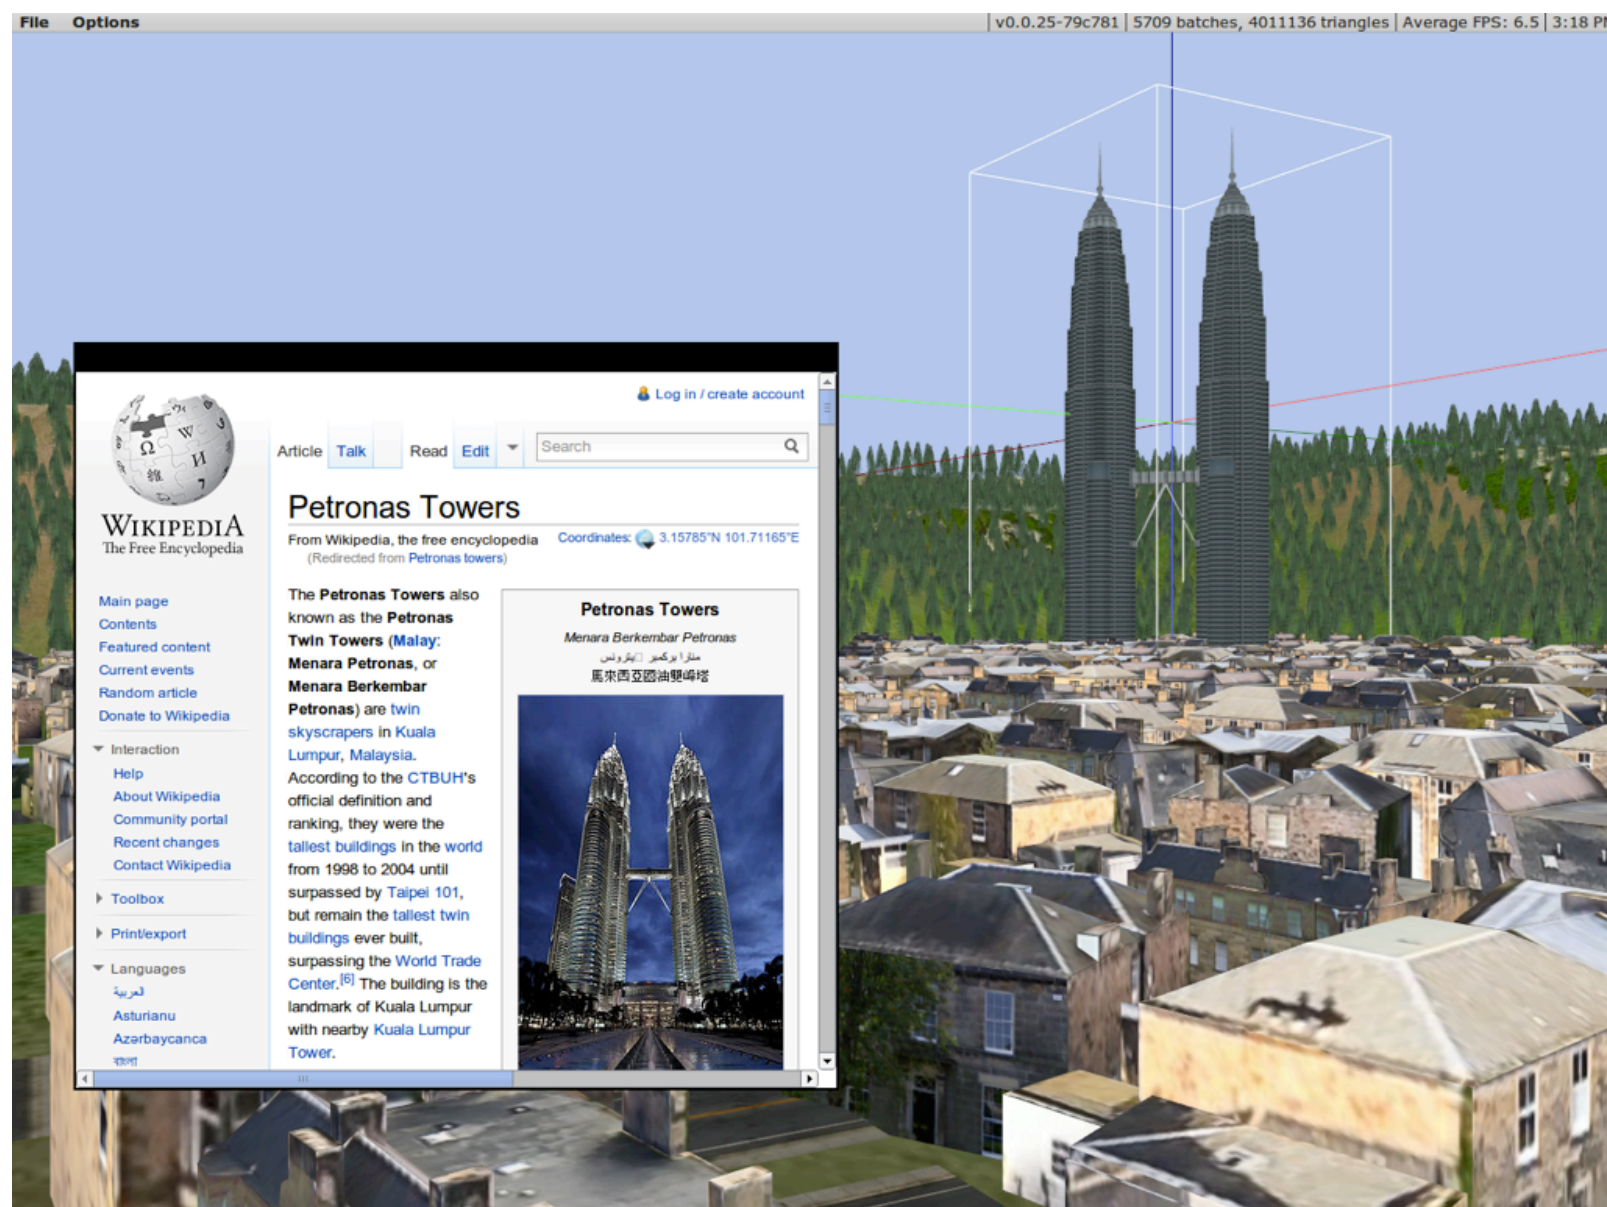 File Options
v0.0.25-79c781 | 5709 batches, 4011136 triangles | Average FPS: 6.5 | 3:18 P
Log in / create account
Article Talk Read Edit Search
WIKIPEDIA
The Free Encyclopedia
Main page
Contents
Featured content
Current events
Random article
Donate to Wikipedia
Interaction
Help
About Wikipedia
Community portal
Recent changes
Contact Wikipedia
Toolbox
Print/export
Languages
العربية
Asturianu
Azərbaycanca
বাংলা
Petronas Towers
From Wikipedia, the free encyclopedia
Coordinates: 3.15785°N 101.71165°E
(Redirected from Petronas towers)
The Petronas Towers also
known as the Petronas
Twin Towers (Malay:
Menara Petronas, or
Menara Berkembar
Petronas) are twin
skyscrapers in Kuala
Lumpur, Malaysia.
According to the CTBUH's
official definition and
ranking, they were the
tallest buildings in the world
from 1998 to 2004 until
surpassed by Taipei 101,
but remain the tallest twin
buildings ever built,
surpassing the World Trade
Center.[6] The building is the
landmark of Kuala Lumpur
with nearby Kuala Lumpur
Tower.
Petronas Towers
Menara Berkembar Petronas
منارا بركمبر
馬來西亞國油雙峰塔